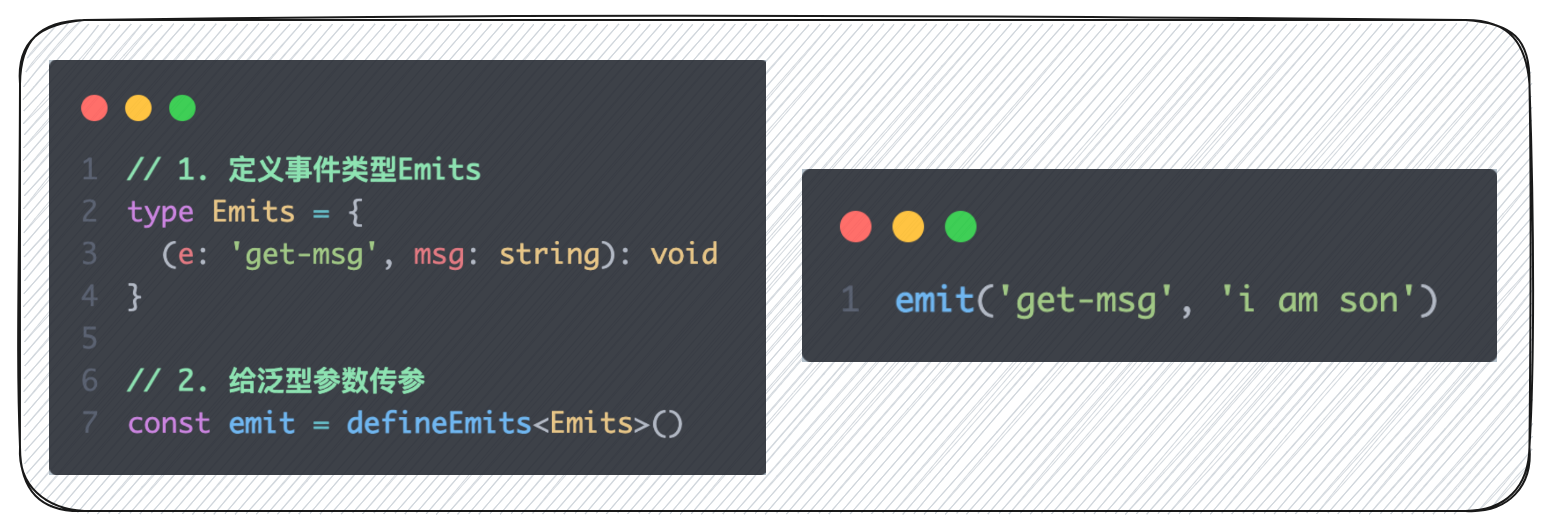 1 // 1. 定义事件类型Emits
2 type Emits = {
3   (e: 'get-msg', msg: string): void
4 }
5
6 // 2. 给泛型参数传参
7 const emit = defineEmits<Emits>()
1 emit('get-msg', 'i am son')